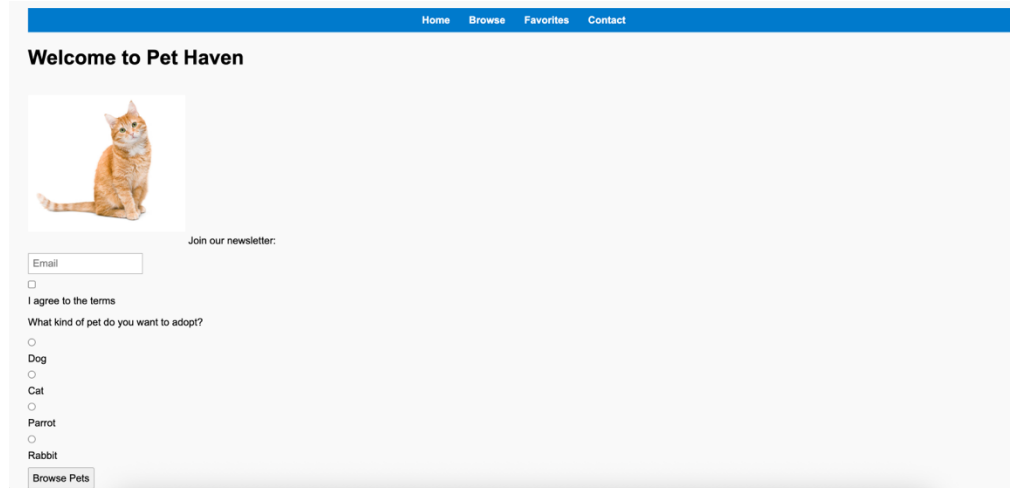 Home Browse Favorites Contact
Welcome to Pet Haven
Join our newsletter:
Email
I agree to the terms
What kind of pet do you want to adopt?
Dog
Cat
Parrot
Rabbit
Browse Pets